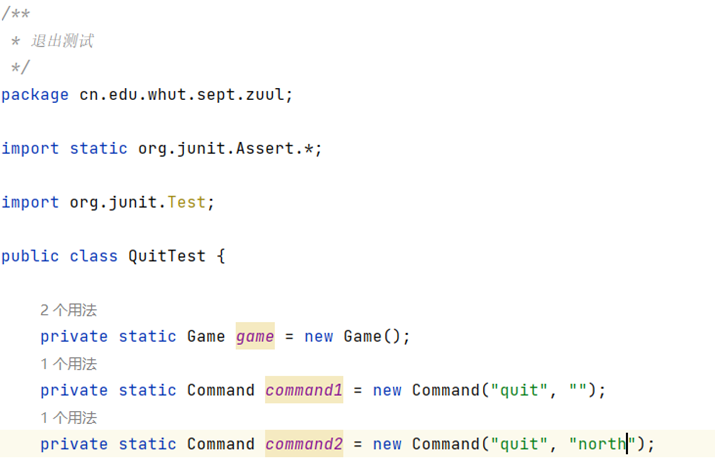 /**
 * 退出测试
 */
package cn.edu.whut.sept.zuul;
import static org.junit.Assert.*;
import org.junit.Test;
public class QuitTest {
2 个用法
private static Game game = new Game();
1 个用法
private static Command command1 = new Command("quit", "");
1 个用法
private static Command command2 = new Command("quit", "north");